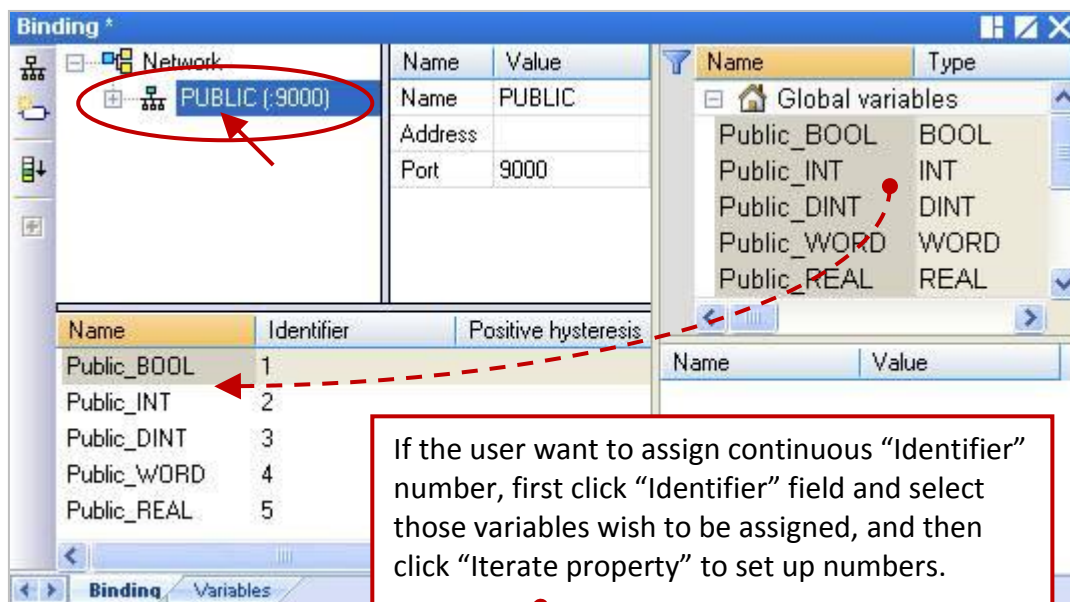 Binding *
Network
PUBLIC (:9000)
Name Value
Name PUBLIC
Address
Port 9000
Name Type
Global variables
Public_BOOL BOOL
Public_INT INT
Public_DINT DINT
Public_WORD WORD
Public_REAL REAL
Name Identifier Positive hysteresis
Public_BOOL 1
Public_INT 2
Public_DINT 3
Public_WORD 4
Public_REAL 5
Name Value
If the user want to assign continuous “Identifier”
number, first click “Identifier” field and select
those variables wish to be assigned, and then
click “Iterate property” to set up numbers.
Binding Variables